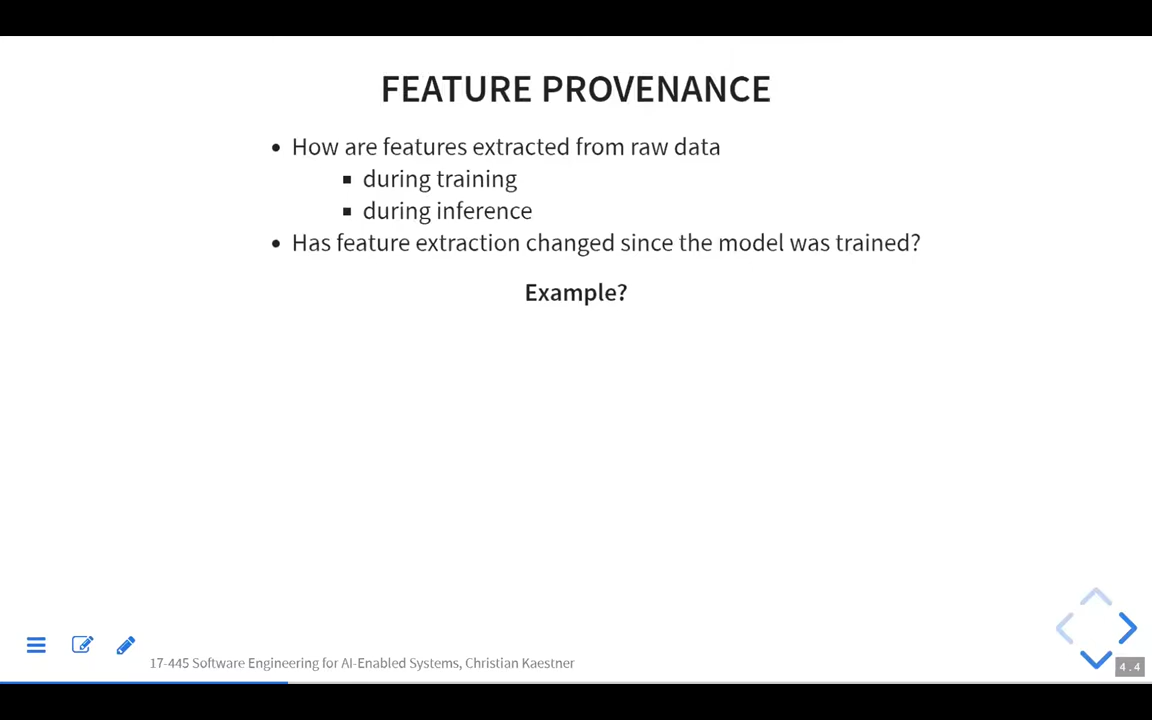 FEATURE PROVENANCE
• How are features extracted from raw data
▪ during training
▪ during inference
• Has feature extraction changed since the model was trained?
Example?
17-445 Software Engineering for AI-Enabled Systems, Christian Kaestner
4.4